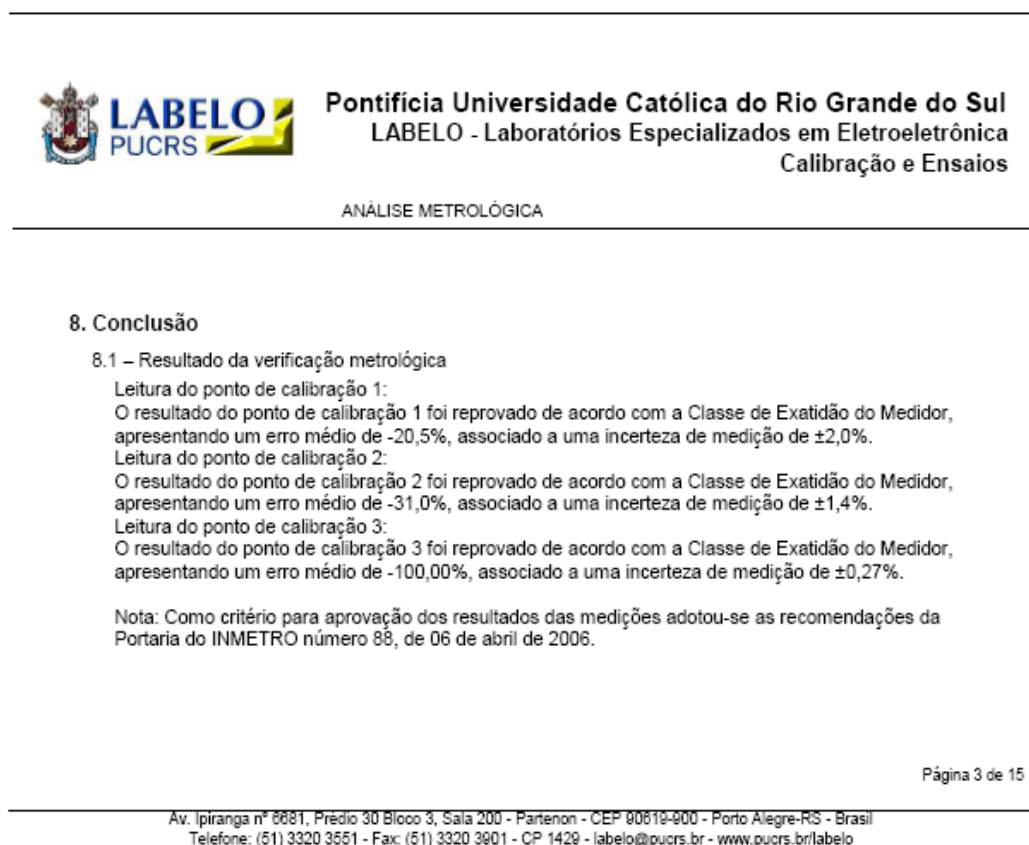 LABELO
PUCRS
Pontifícia Universidade Católica do Rio Grande do Sul
LABELO - Laboratórios Especializados em Eletroeletrônica
Calibração e Ensaios
ANÁLISE METROLÓGICA
8. Conclusão
8.1 – Resultado da verificação metrológica
Leitura do ponto de calibração 1:
O resultado do ponto de calibração 1 foi reprovado de acordo com a Classe de Exatidão do Medidor,
apresentando um erro médio de -20,5%, associado a uma incerteza de medição de ±2,0%.
Leitura do ponto de calibração 2:
O resultado do ponto de calibração 2 foi reprovado de acordo com a Classe de Exatidão do Medidor,
apresentando um erro médio de -31,0%, associado a uma incerteza de medição de ±1,4%.
Leitura do ponto de calibração 3:
O resultado do ponto de calibração 3 foi reprovado de acordo com a Classe de Exatidão do Medidor,
apresentando um erro médio de -100,00%, associado a uma incerteza de medição de ±0,27%.
Nota: Como critério para aprovação dos resultados das medições adotou-se as recomendações da
Portaria do INMETRO número 88, de 06 de abril de 2006.
Página 3 de 15
Av. Ipiranga nº 6681, Prédio 30 Bloco 3, Sala 200 - Partenon - CEP 90619-900 - Porto Alegre-RS - Brasil
Telefone: (51) 3320 3551 - Fax: (51) 3320 3901 - CP 1429 - labelo@pucrs.br - www.pucrs.br/labelo